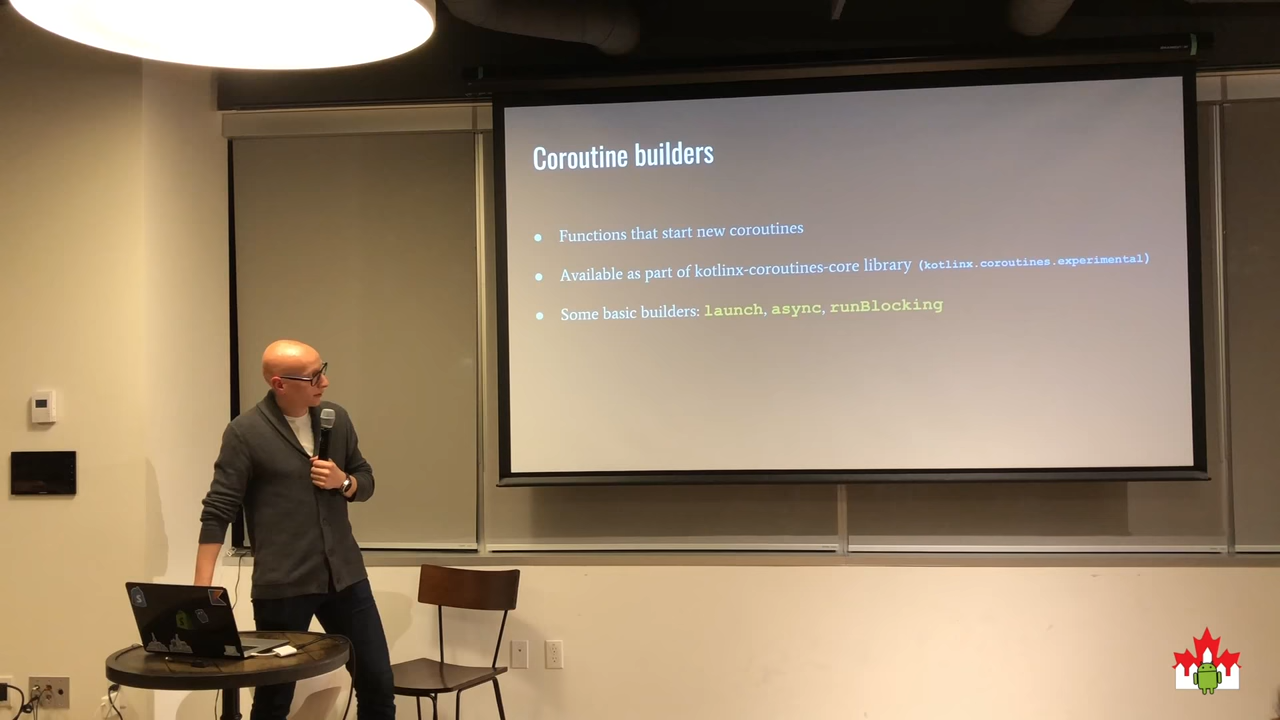 Coroutine builders
● Functions that start new coroutines
● Available as part of kotlinx-coroutines-core library (kotlinx.coroutines.experimental)
● Some basic builders: launch, async, runBlocking